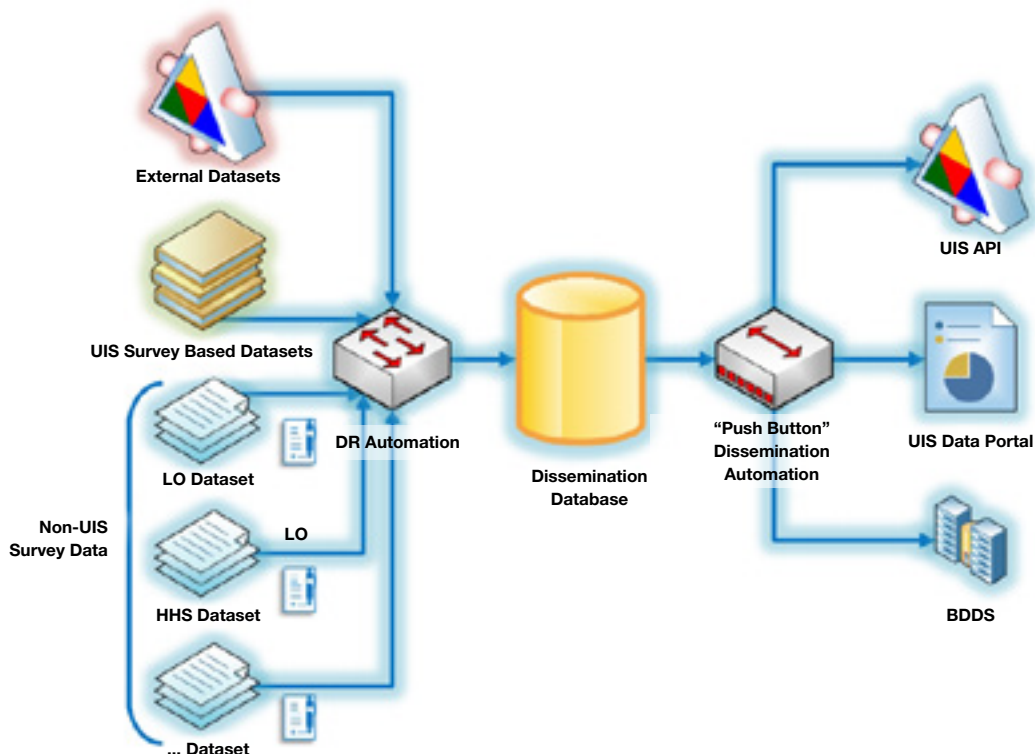 External Datasets
UIS Survey Based Datasets
LO Dataset
Non-UIS
Survey Data
LO
HHS Dataset
... Dataset
DR Automation
Dissemination
Database
“Push Button”
Dissemination
Automation
UIS API
UIS Data Portal
BDDS